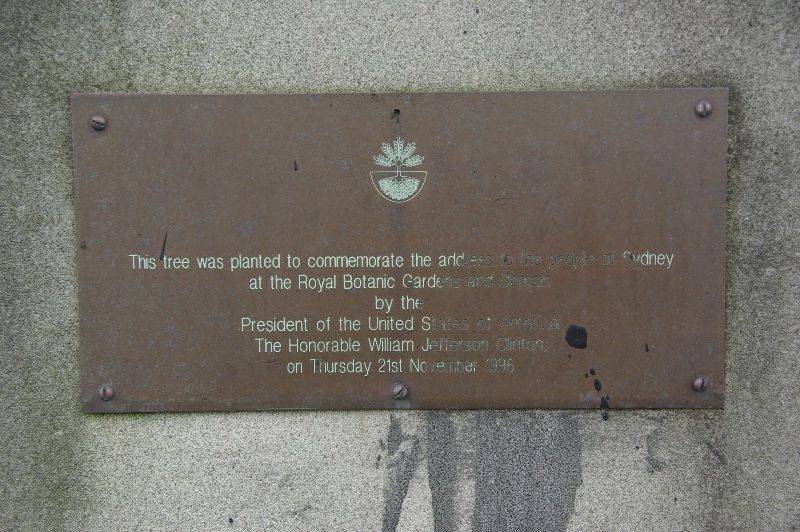 This tree was planted to commemorate the address to the people of Sydney
at the Royal Botanic Gardens and Domain
by the
President of the United States of America
The Honorable William Jefferson Clinton,
on Thursday 21st November 1996